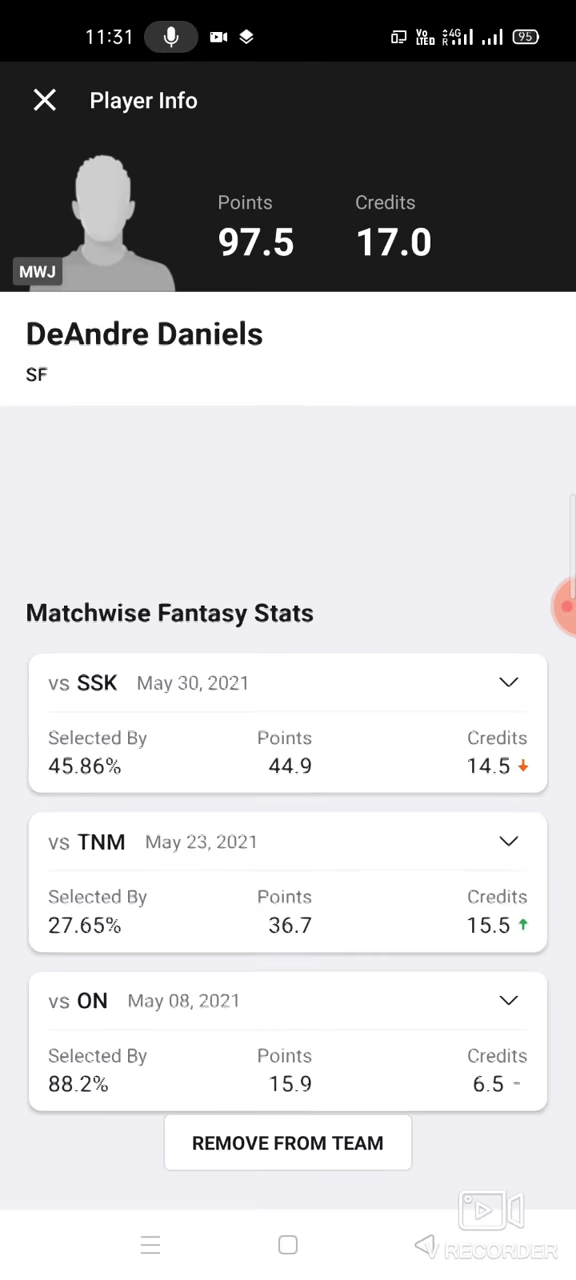 11:31
Vo LTED 4G R 95
Player Info
Points Credits
97.5 17.0
MWJ
DeAndre Daniels
SF
Matchwise Fantasy Stats
vs SSK May 30, 2021
Selected By Points Credits
45.86% 44.9 14.5
vs TNM May 23, 2021
Selected By Points Credits
27.65% 36.7 15.5
vs ON May 08, 2021
Selected By Points Credits
88.2% 15.9 6.5 -
REMOVE FROM TEAM
V RECORDER